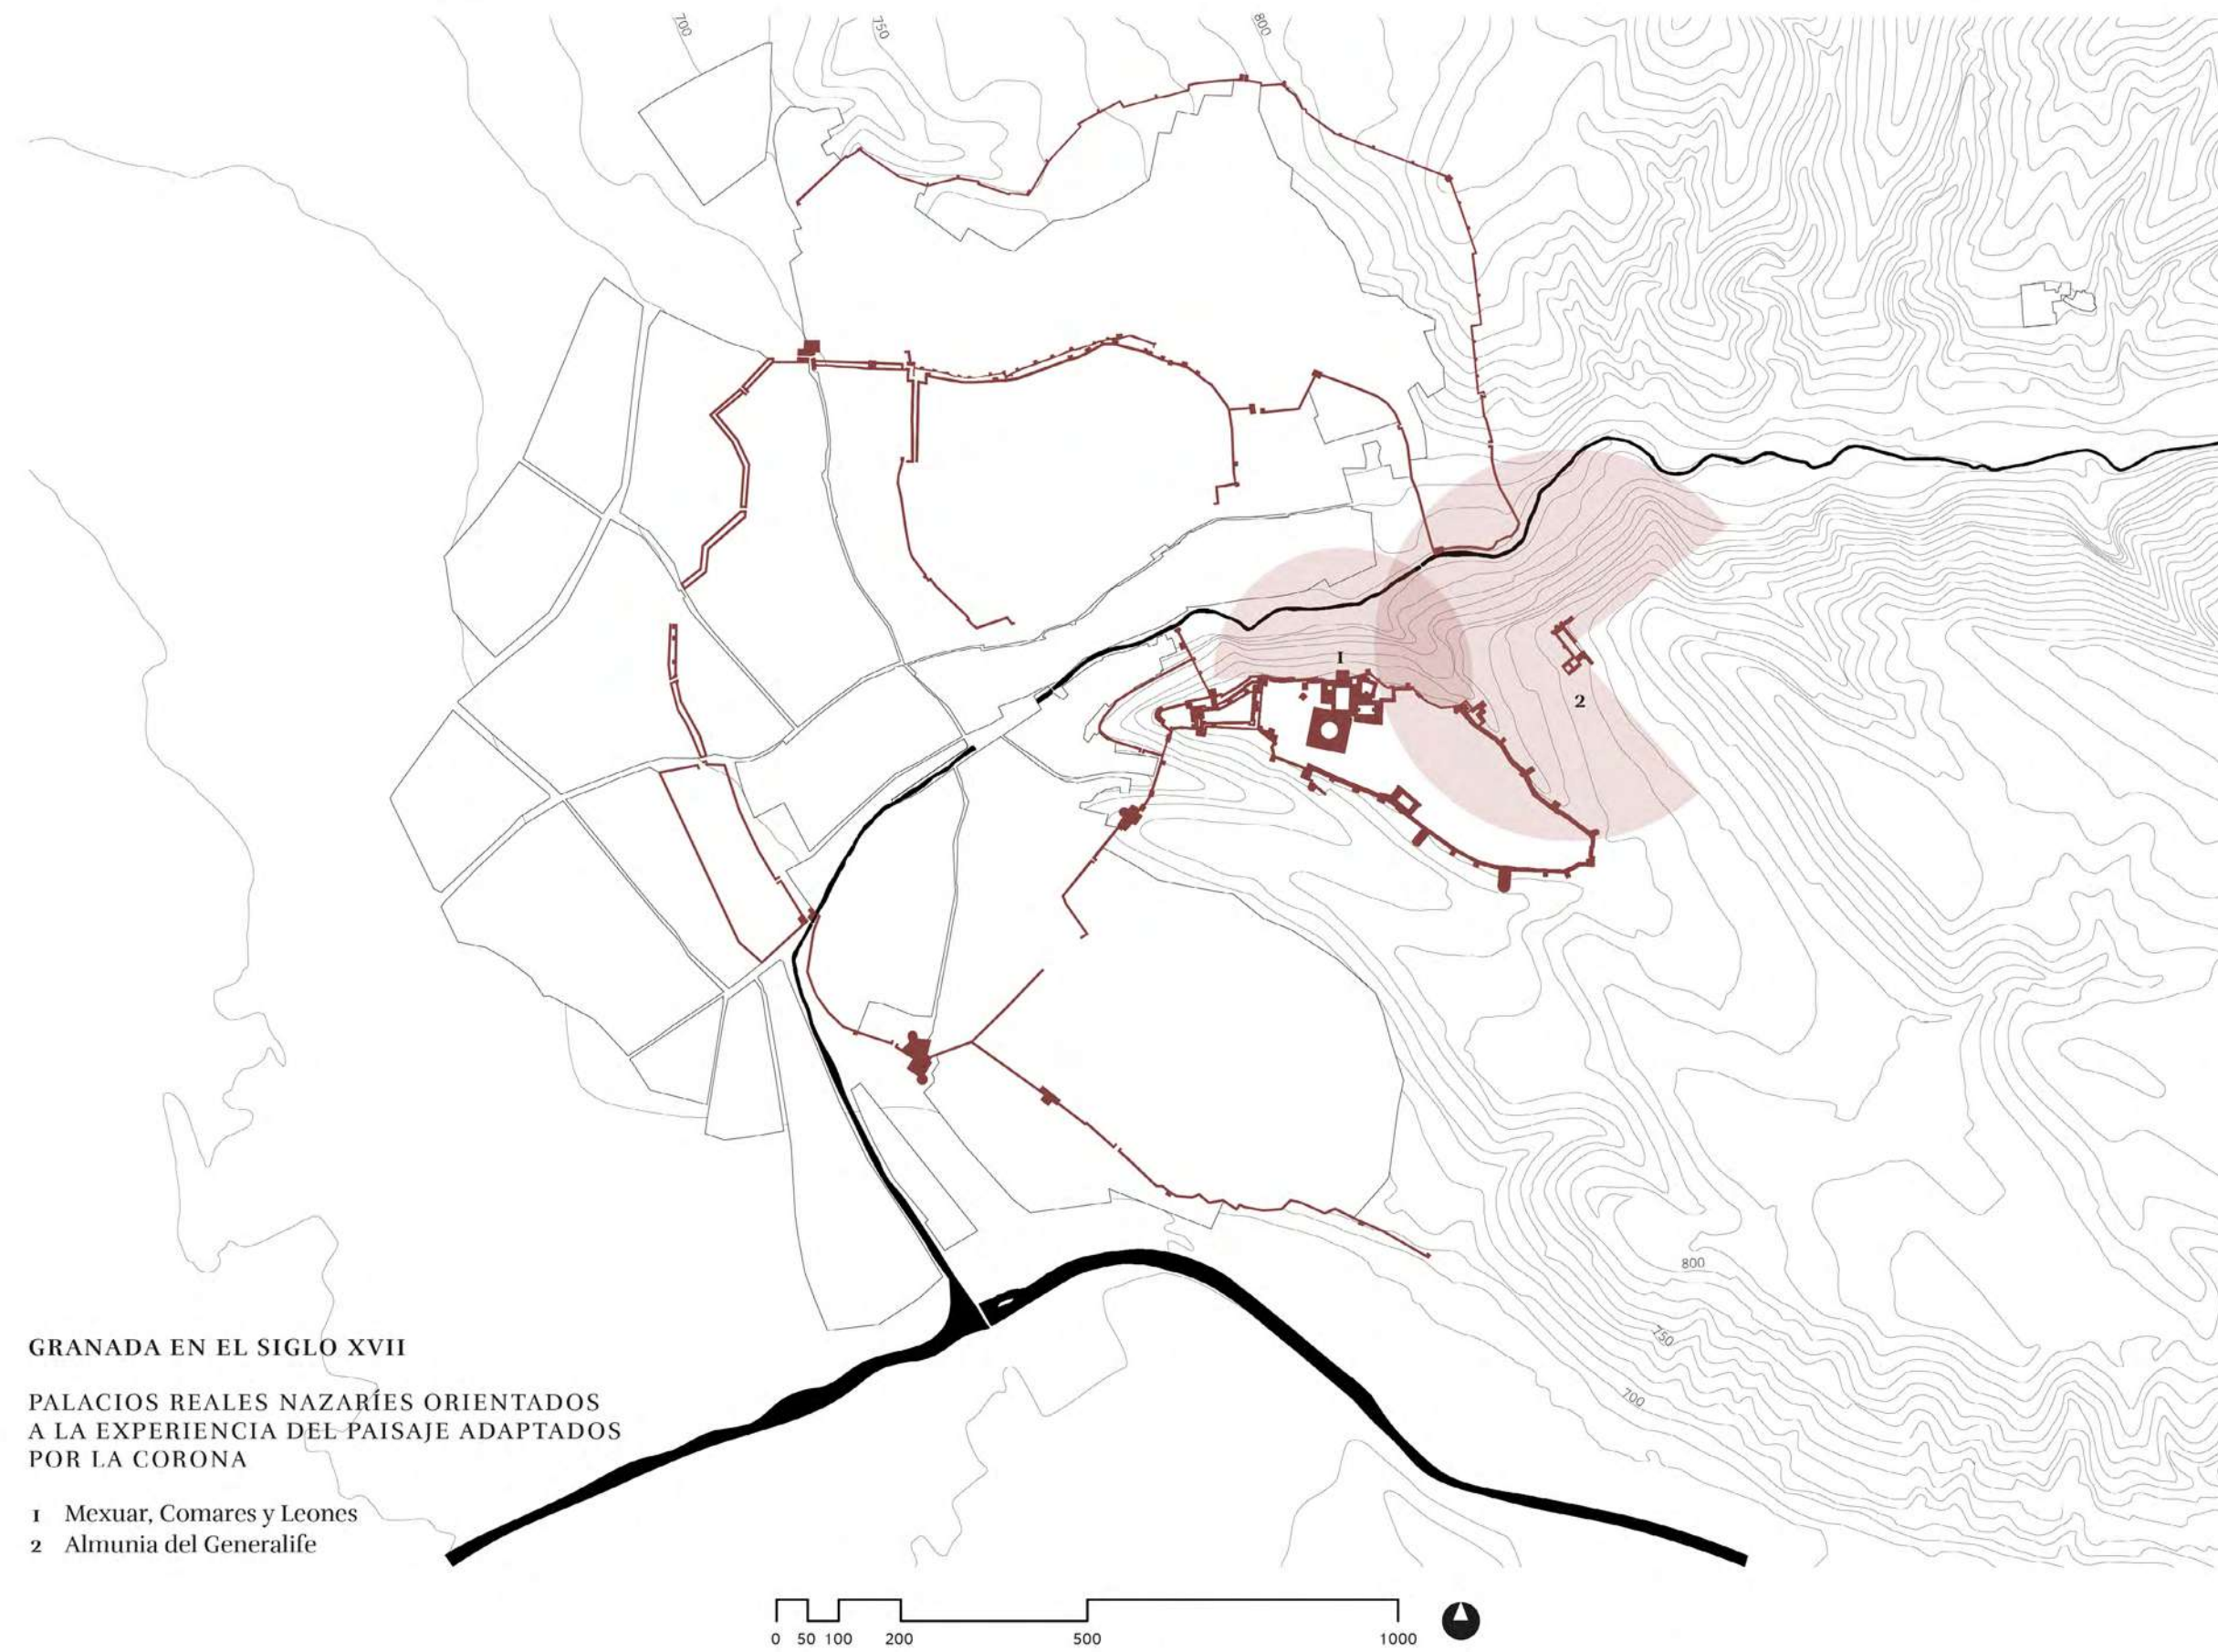 700
750
800
1
2
800
750
700
GRANADA EN EL SIGLO XVII
PALACIOS REALES NAZARÍES ORIENTADOS
A LA EXPERIENCIA DEL PAISAJE ADAPTADOS
POR LA CORONA
1 Mexuar, Comares y Leones
2 Almunia del Generalife
0 50 100 200 500 1000